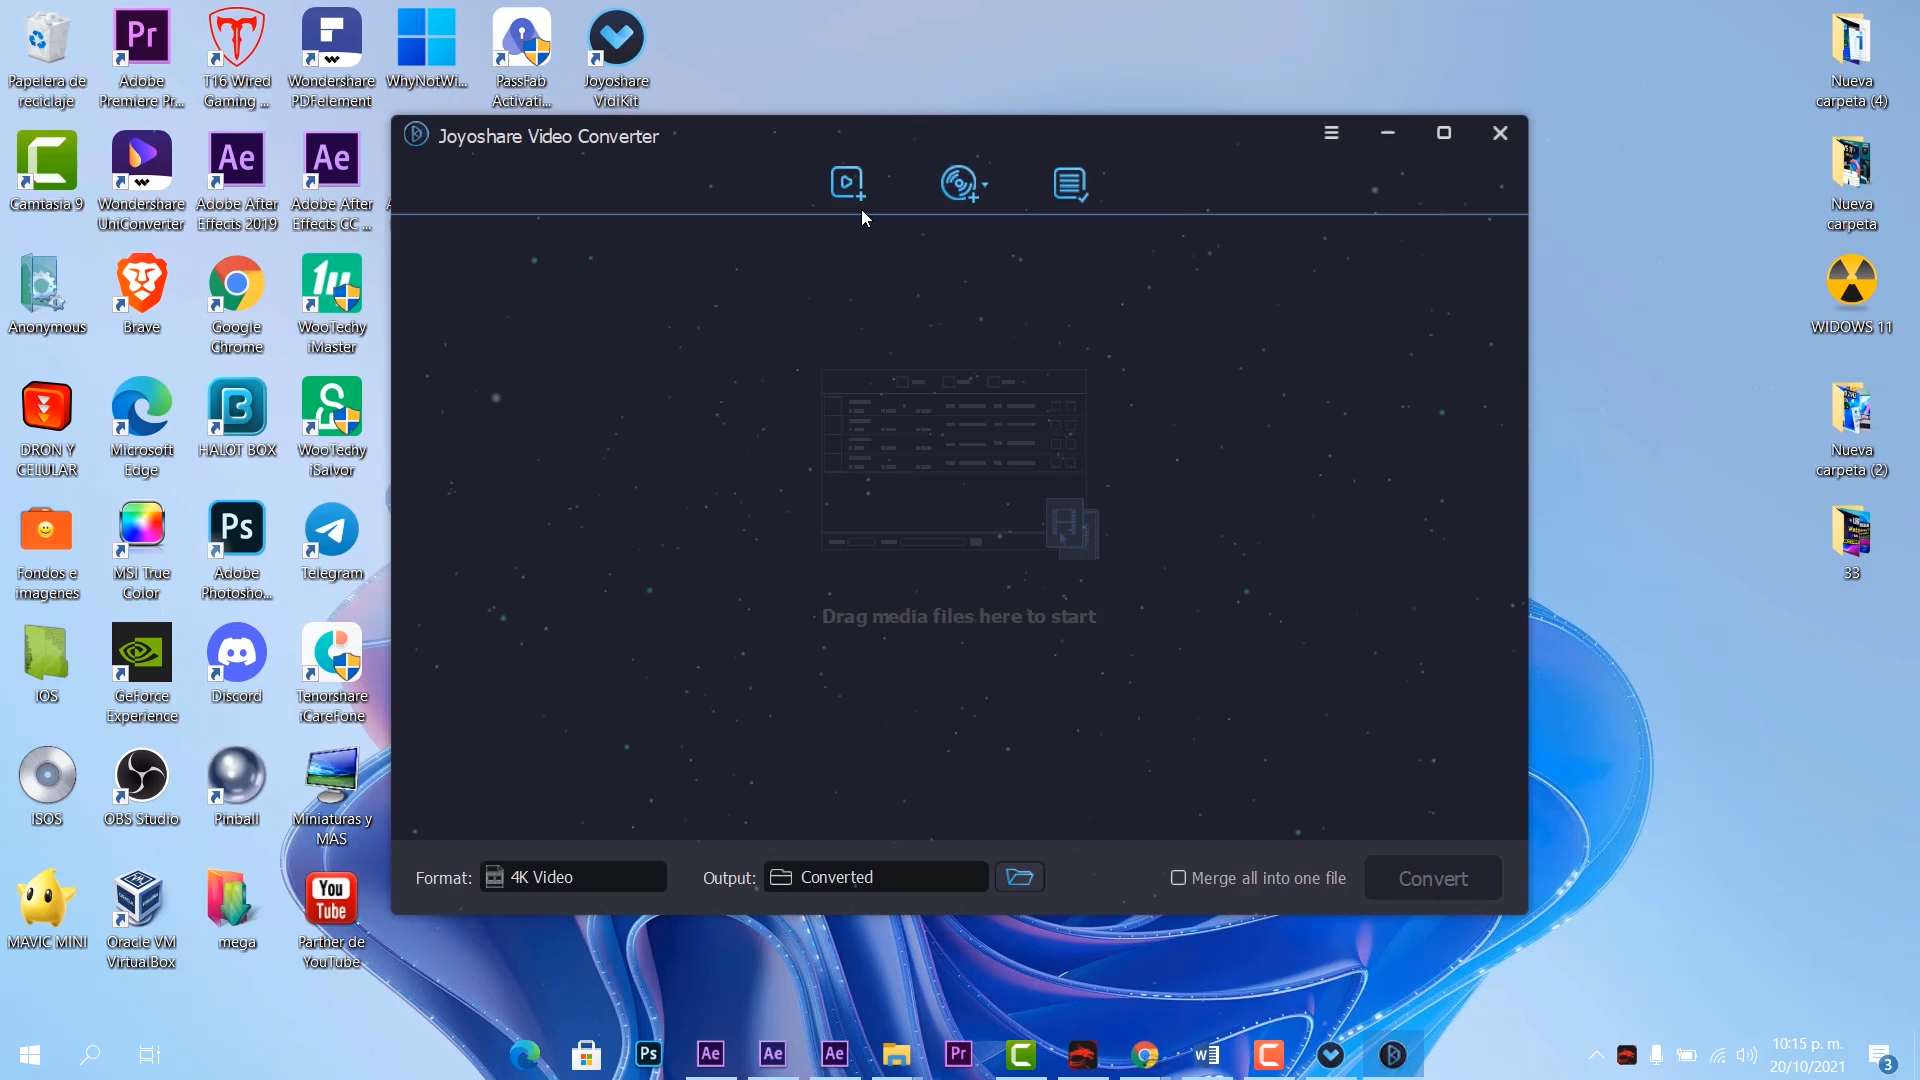 Papelera de
reciclaje
Adobe
Premiere Pr...
T16 Wired
Gaming ...
Wondershare
PDFelement
WhyNotWi...
PassFab
Activati...
Joyoshare
VidiKit
Nueva
carpeta (4)
Joyoshare Video Converter
Camtasia 9
Wondershare
UniConverter
Adobe After
Effects 2019
Adobe After
Effects CC ...
Nueva
carpeta
Anonymous
Brave
Google
Chrome
WooTechy
iMaster
WIDOWS 11
DRON Y
CELULAR
Microsoft
Edge
HALOT BOX
WooTechy
iSalvor
Nueva
carpeta (2)
Fondos e
imagenes
MSI True
Color
Adobe
Photosho...
Telegram
33
Drag media files here to start
IOS
GeForce
Experience
Discord
Tenorshare
iCareFone
ISOS
OBS Studio
Pinball
Miniaturas y
MAS
Format:
4K Video
Output:
Converted
Merge all into one file
Convert
MAVIC MINI
Oracle VM
VirtualBox
mega
You
Tube
Parther de
YouTube
10:15 p. m.
20/10/2021
3